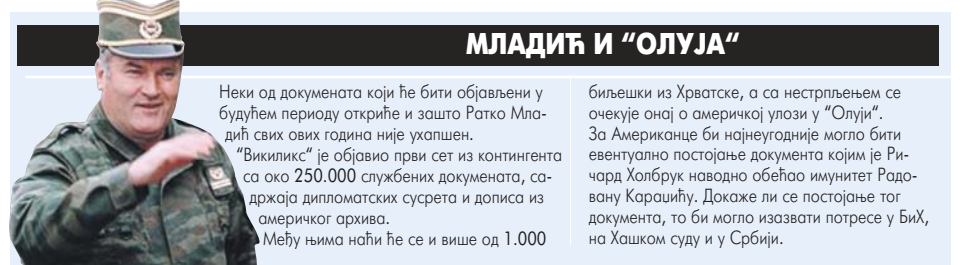 МЛАДИЋ И “ОЛУЈА“
Неки од докумената који ће бити објављени у
будућем периоду откриће и зашто Ратко Мла-
дић свих ових година није ухапшен.
“Викиликс“ је објавио први сет из контингента
са око 250.000 службених докумената, са-
држаја дипломатских сусрета и дописа из
америчког архива.
Међу њима наћи ће се и више од 1.000
биљешки из Хрватске, а са нестрпљењем се
очекује онај о америчкој улози у “Олуји“.
За Американце би најнеугодније могло бити
евентуално постојање документа којим је Ри-
чард Холбрук наводно обећао имунитет Радо-
вану Караџићу. Докаже ли се постојање тог
документа, то би могло изазвати потресе у БиХ,
на Хашком суду и у Србији.